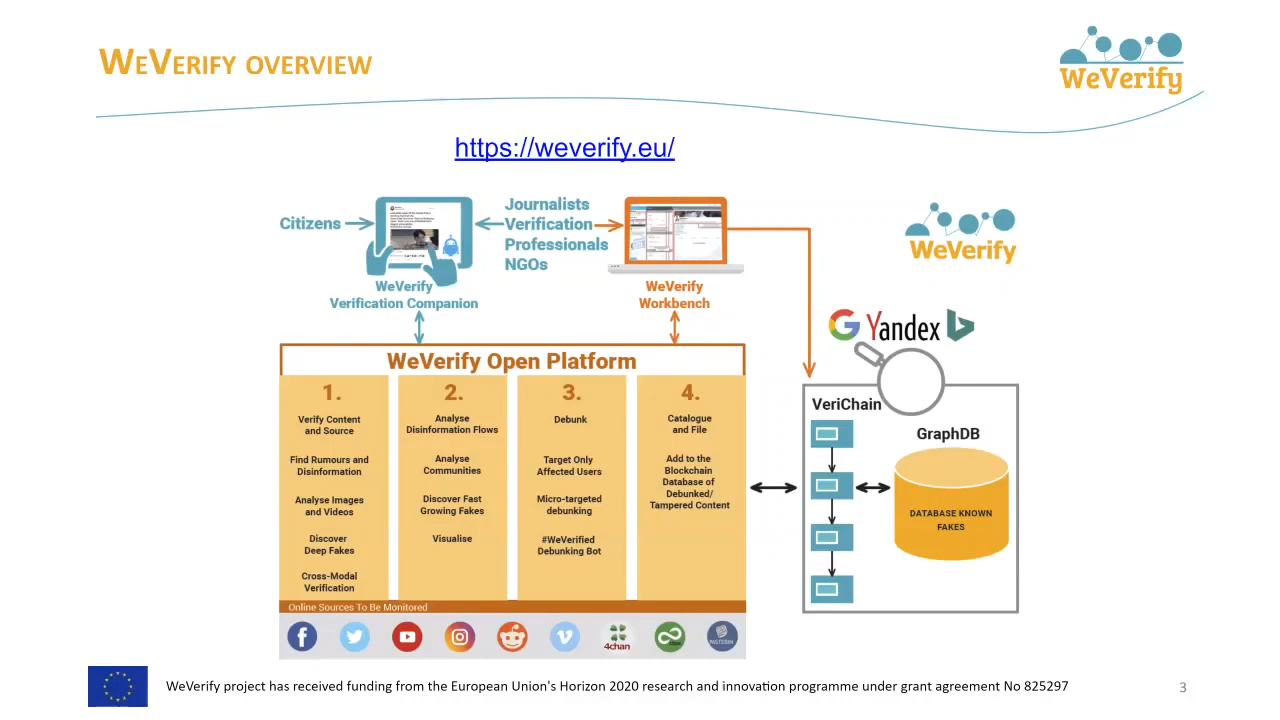 WeVerify overview
WeVerify
https://weverify.eu/
Citizens
Journalists
Verification
Professionals
NGOs
WeVerify
Verification Companion
WeVerify
Workbench
WeVerify
Google Yandex
WeVerify Open Platform
1.
Verify Content
and Source
Find Rumours and
Disinformation
Analyse Images
and Videos
Discover
Deep Fakes
Cross-Modal
Verification
2.
Analyse
Disinformation Flows
Analyse
Communities
Discover Fast
Growing Fakes
Visualise
3.
Debunk
Target Only
Affected Users
Micro-targeted
debunking
#WeVerified
Debunking Bot
4.
Catalogue
and File
Add to the
Blockchain
Database of
Debunked/
Tampered Content
VeriChain
GraphDB
DATABASE KNOWN
FAKES
Online Sources To Be Monitored
4chan
PASTEBIN
WeVerify project has received funding from the European Union's Horizon 2020 research and innovation programme under grant agreement No 825297
3